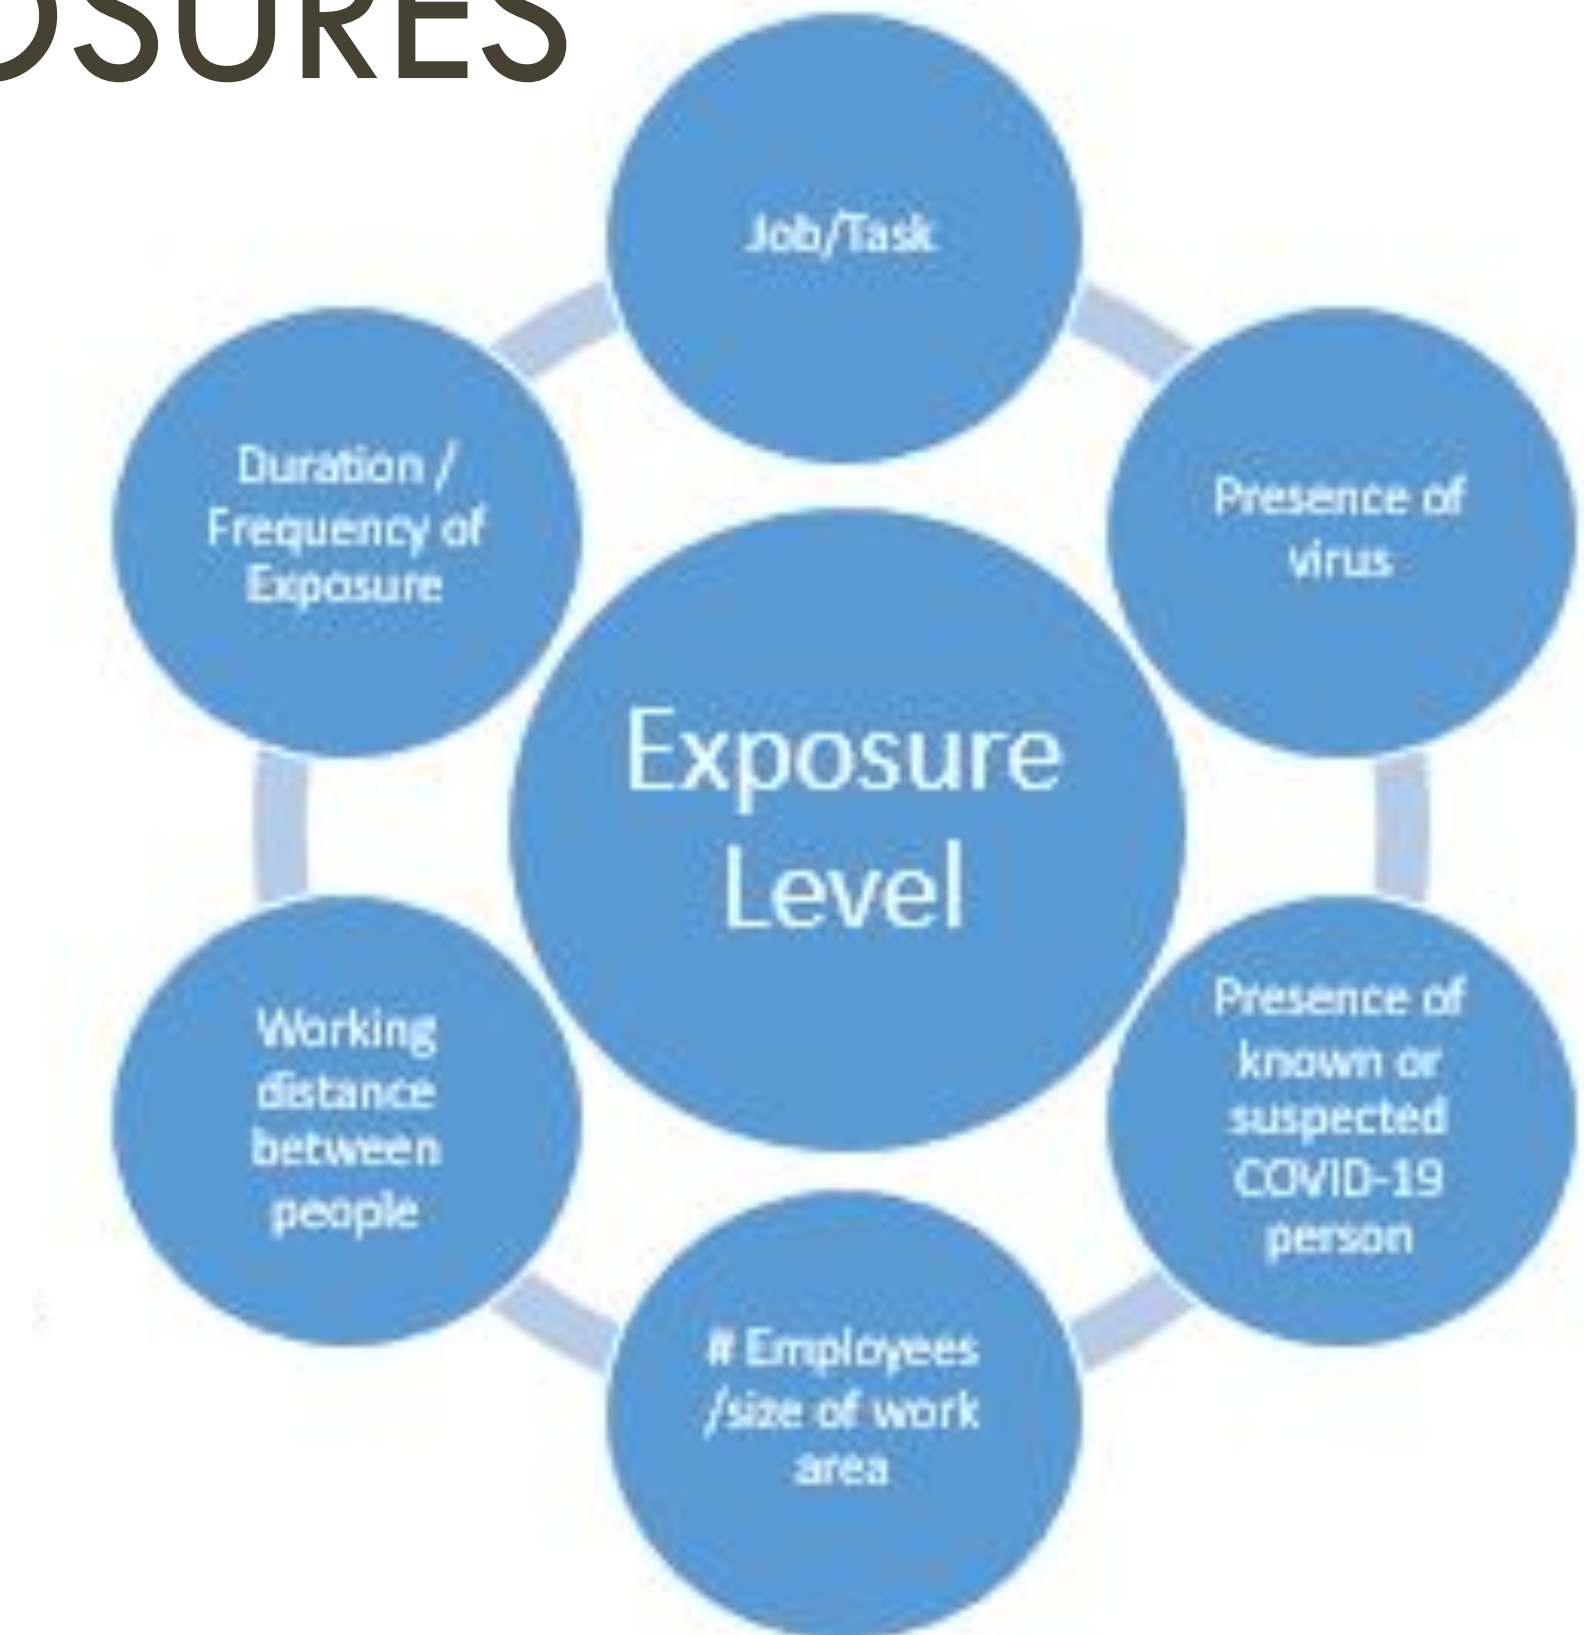 OSURES
Job/Task
Presence of
virus
Presence of
known or
suspected
COVID-19
person
# Employees
/size of work
area
Working
distance
between
people
Duration /
Frequency of
Exposure
Exposure
Level